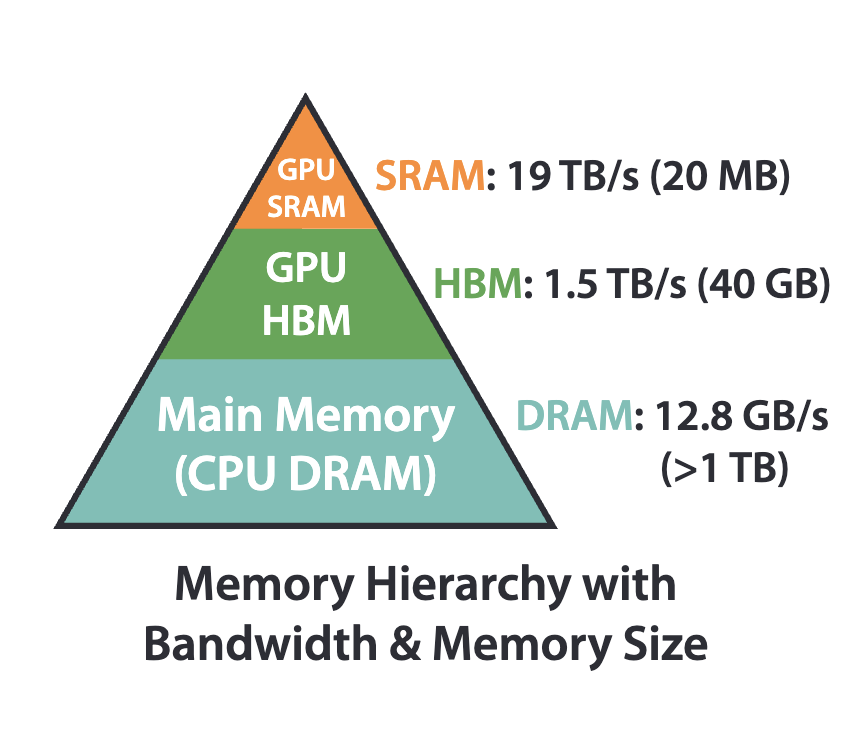 GPU
SRAM
SRAM: 19 TB/s (20 MB)
GPU
HBM
HBM: 1.5 TB/s (40 GB)
Main Memory
(CPU DRAM)
DRAM: 12.8 GB/s
(>1 TB)
Memory Hierarchy with
Bandwidth & Memory Size